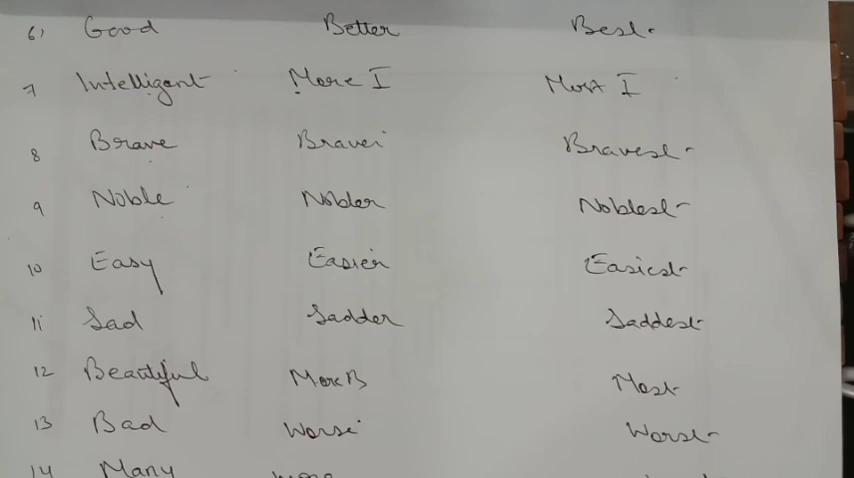 6) Good Better Best
7 Intelligent More I Most I
8 Brave Braver Bravest
9 Noble Nobler Noblest
10 Easy Easier Easiest
11 Sad Sadder Saddest
12 Beautiful More B Most
13 Bad Worse Worst
14 Many